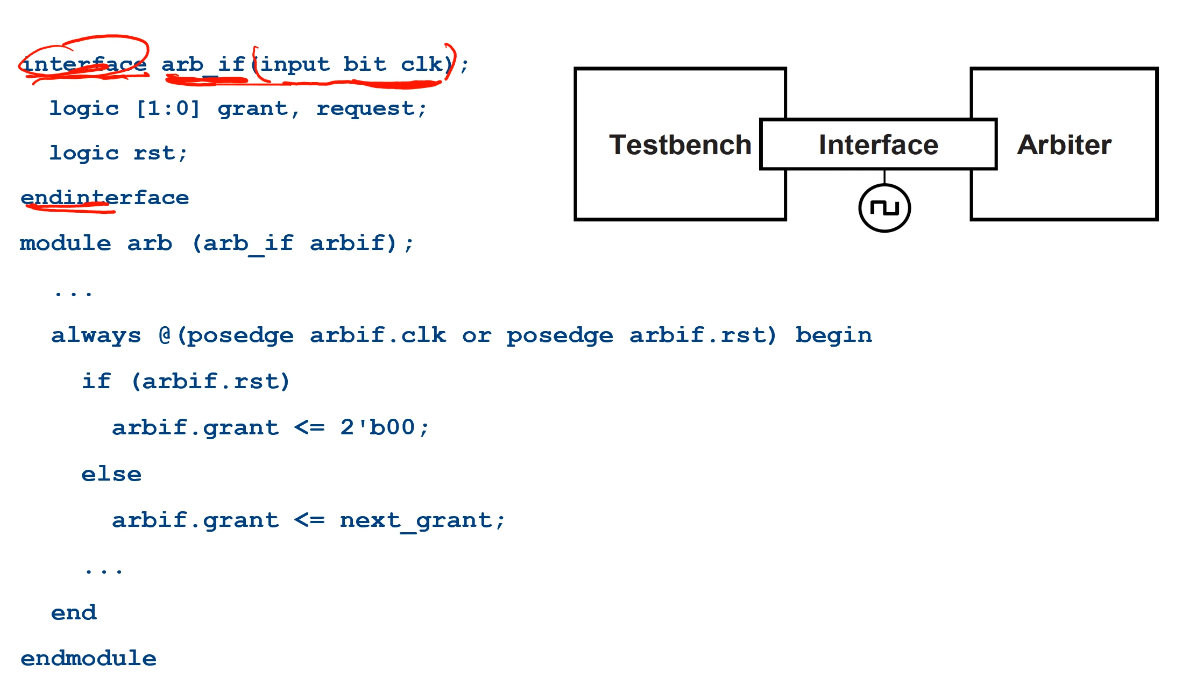 interface arb_if(input bit clk);
logic [1:0] grant, request;
logic rst;
endinterface
module arb (arb_if arbif);
...
always @(posedge arbif.clk or posedge arbif.rst) begin
if (arbif.rst)
arbif.grant <= 2'b00;
else
arbif.grant <= next_grant;
...
end
endmodule
Testbench
Interface
Arbiter